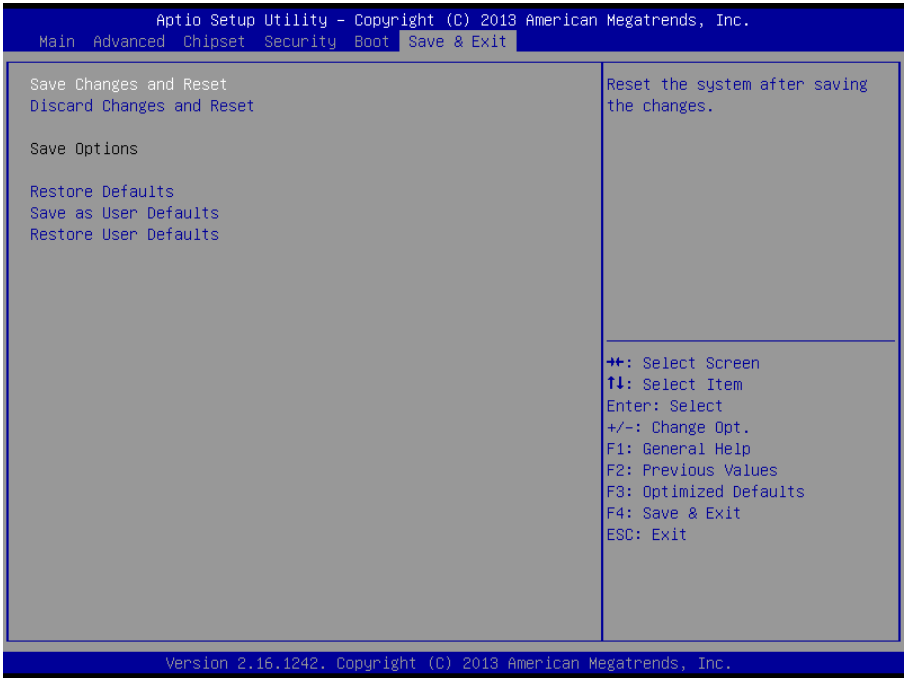 Aptio Setup Utility – Copyright (C) 2013 American Megatrends, Inc.
Main Advanced Chipset Security Boot Save & Exit
Save Changes and Reset
Discard Changes and Reset
Save Options
Restore Defaults
Save as User Defaults
Restore User Defaults
Reset the system after saving
the changes.
→←: Select Screen
↑↓: Select Item
Enter: Select
+/-: Change Opt.
F1: General Help
F2: Previous Values
F3: Optimized Defaults
F4: Save & Exit
ESC: Exit
Version 2.16.1242. Copyright (C) 2013 American Megatrends, Inc.